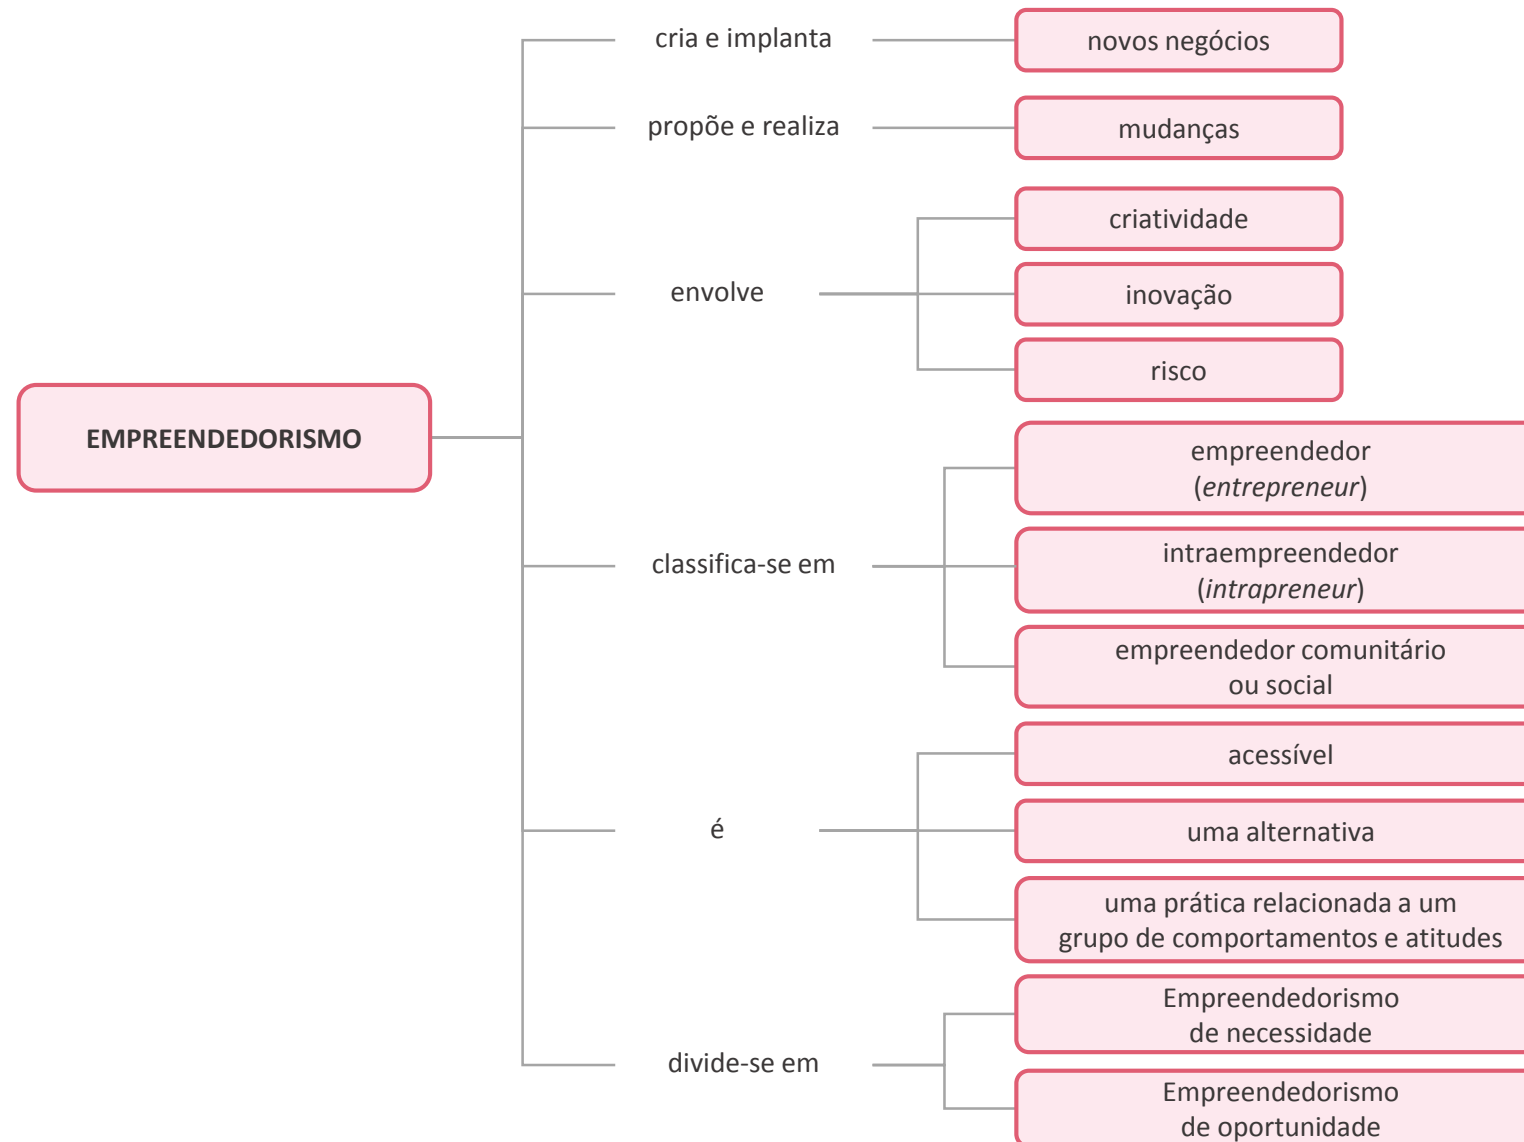 cria e implanta
novos negócios
propõe e realiza
mudanças
envolve
criatividade
inovação
risco
EMPREENDEDORISMO
classifica-se em
empreendedor
(entrepreneur)
intraempreendedor
(intrapreneur)
empreendedor comunitário
ou social
é
acessível
uma alternativa
uma prática relacionada a um
grupo de comportamentos e atitudes
divide-se em
Empreendedorismo
de necessidade
Empreendedorismo
de oportunidade